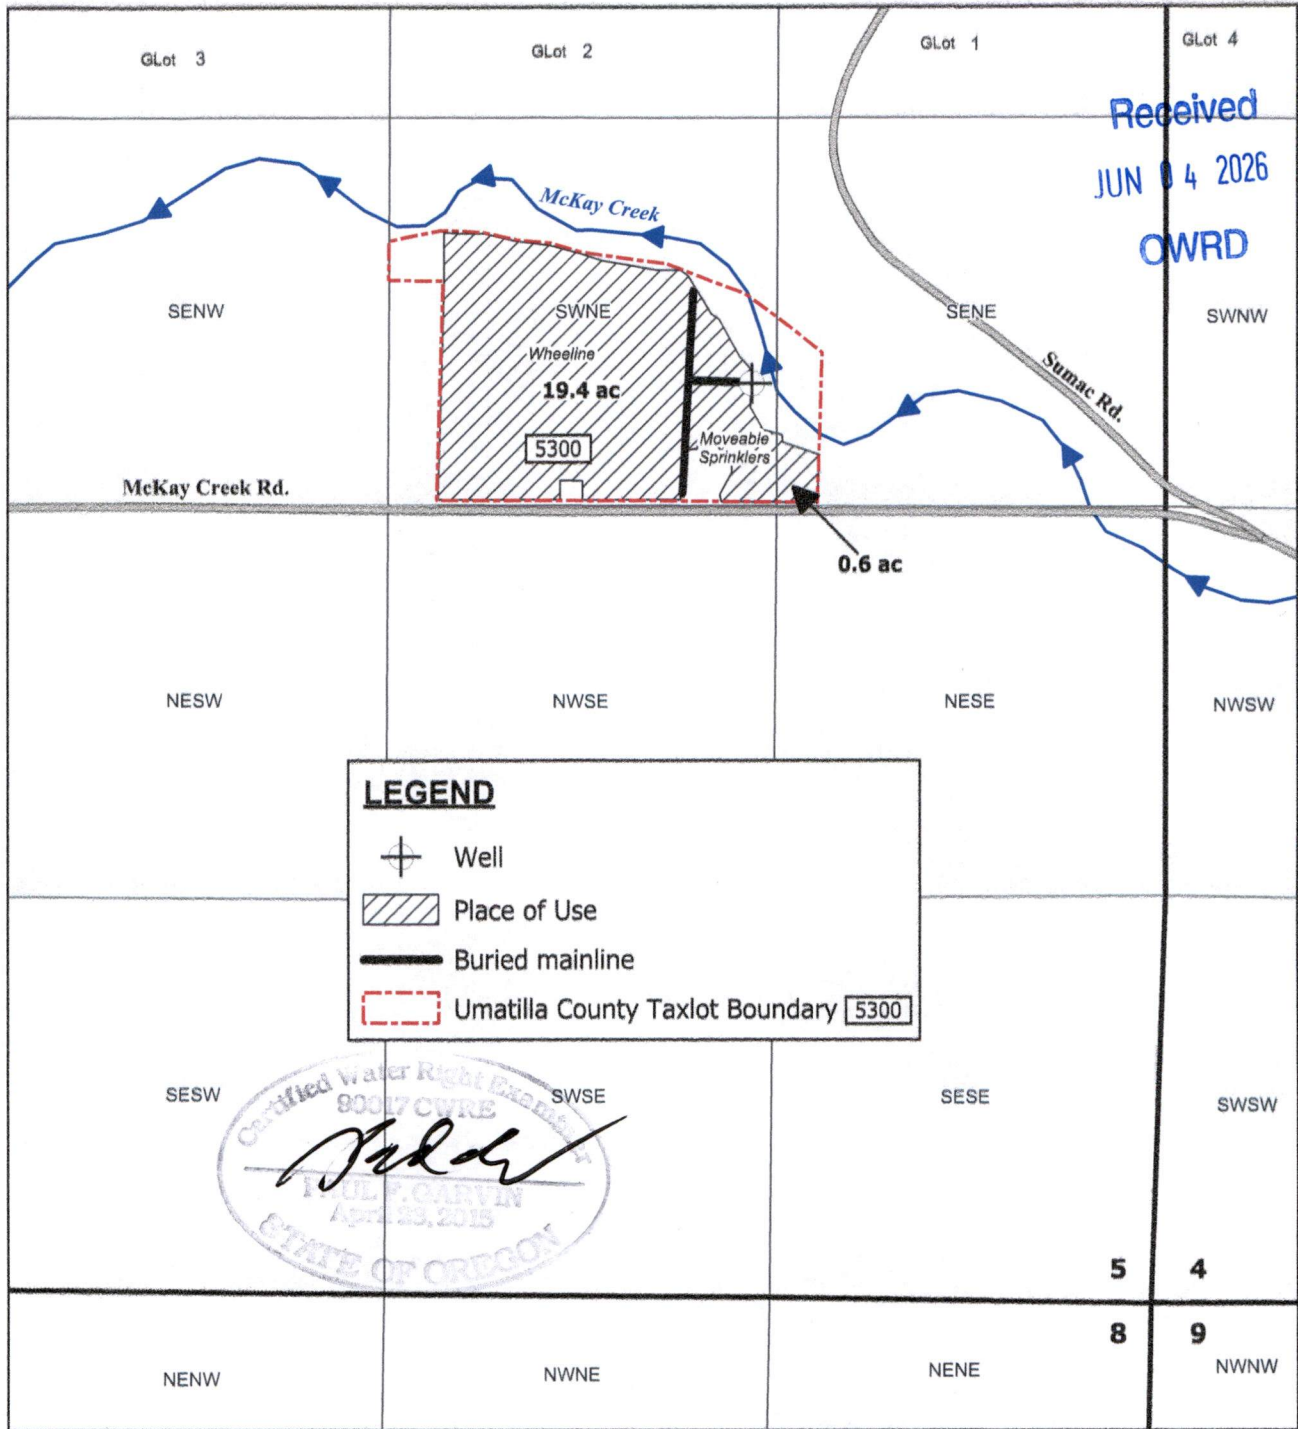 GLot 3
GLot 2
GLot 1
GLot 4
Received
JUN 04 2026
OWRD
McKay Creek
SENW
SWNE
SENE
SWNW
Wheeline
19.4 ac
Sumac Rd.
5300
Moveable
Sprinklers
McKay Creek Rd.
0.6 ac
NESW
NWSE
NESE
NWSW
LEGEND
Well
Place of Use
Buried mainline
Umatilla County Taxlot Boundary 5300
SESW
SWSE
SESE
SWSW
Certified Water Right Examiner
90017 CWRE
PAUL F. GARVIN
April 23, 2015
STATE OF OREGON
5 4
8 9
NENW
NWNE
NENE
NWNW